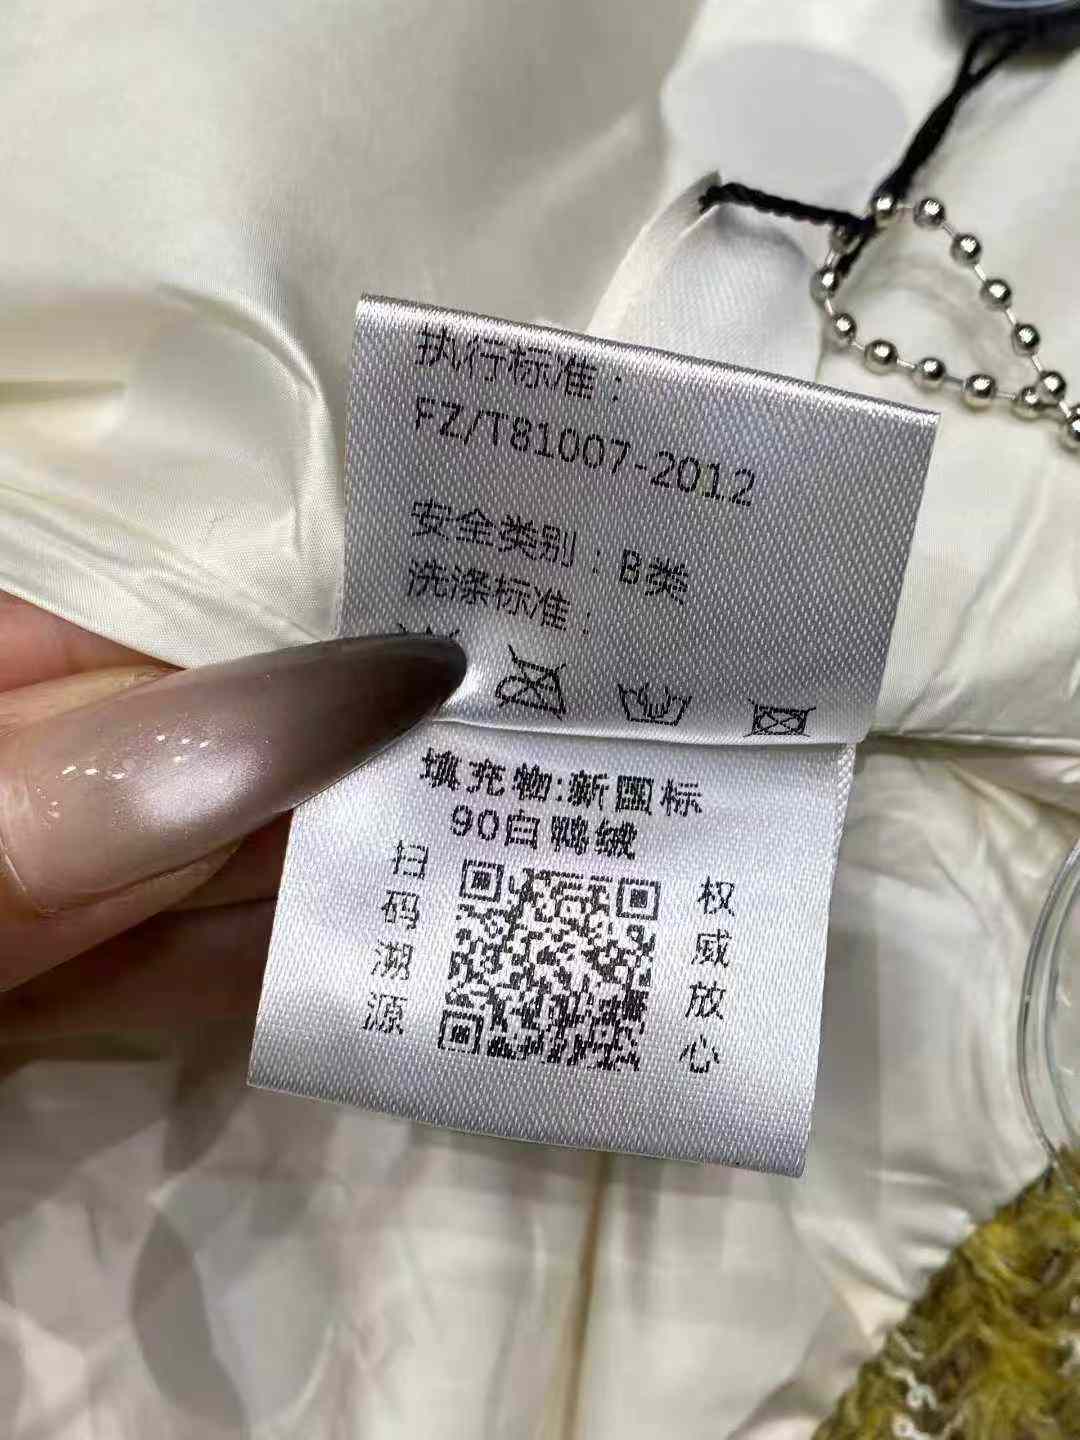 执行标准：
FZ/T81007-2012
安全类别：B类
洗涤标准：
填充物:新国标
90白鸭绒
扫码溯源
权威放心